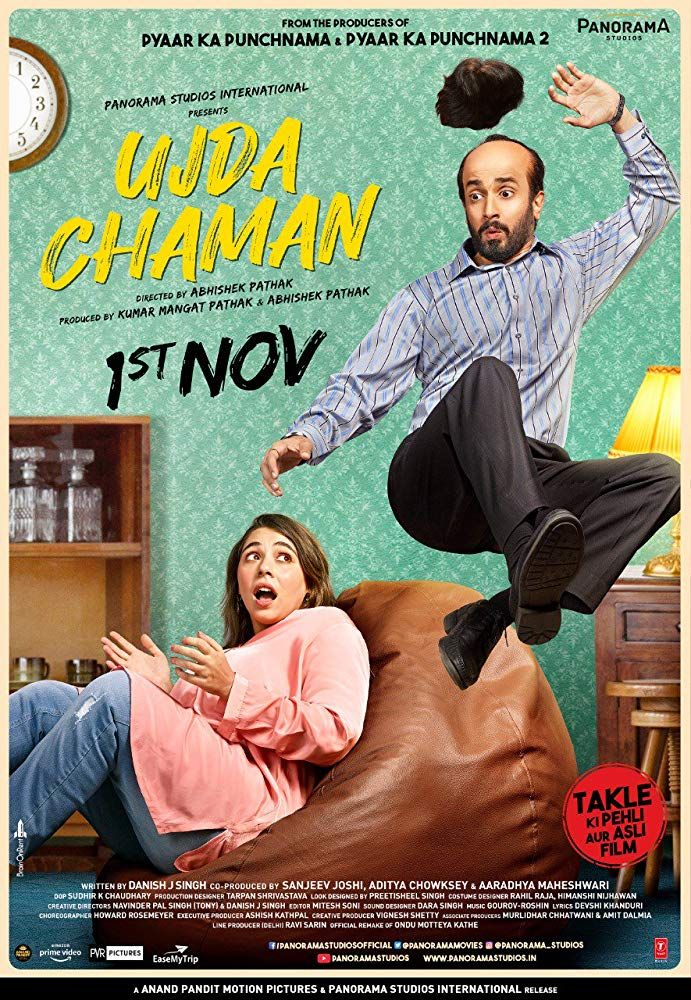 FROM THE PRODUCERS OF
PYAAR KA PUNCHNAMA & PYAAR KA PUNCHNAMA 2
PANORAMA
STUDIOS
PANORAMA STUDIOS INTERNATIONAL
PRESENTS
UJDA
CHAMAN
DIRECTED BY ABHISHEK PATHAK
PRODUCED BY KUMAR MANGAT PATHAK & ABHISHEK PATHAK
1ST NOV
1
2
3
4
5
TAKLE
KI PEHLI
AUR ASLI
FILM
BrainOnRent
WRITTEN BY DANISH J SINGH CO-PRODUCED BY SANJEEV JOSHI, ADITYA CHOWKSEY & AARADHYA MAHESHWARI
DOP SUDHIR K CHAUDHARY PRODUCTION DESIGNER TARPAN SHRIVASTAVA LOOK DESIGNED BY PREETISHEEL SINGH COSTUME DESIGNER RAHIL RAJA, HIMANSHI NIJHAWAN
CREATIVE DIRECTORS NAVINDER PAL SINGH (TONY) & DANISH J SINGH EDITOR MITESH SONI SOUND DESIGNER DARA SINGH MUSIC GOUROV-ROSHIN LYRICS DEVSHI KHANDURI
CHOREOGRAPHER HOWARD ROSEMEYER EXECUTIVE PRODUCER ASHISH KATHPAL CREATIVE PRODUCER VIGNESH SHETTY ASSOCIATE PRODUCERS MURLIDHAR CHHATWANI & AMIT DALMIA
LINE PRODUCER (DELHI) RAVI SARIN OFFICIAL REMAKE OF ONDU MOTTEYA KATHE
amazon
prime video
PVR PICTURES
EaseMyTrip
/PANORAMASTUDIOSOFFICIAL @PANORAMAMOVIES @PANORAMA_STUDIOS
PANORAMASTUDIOS WWW.PANORAMASTUDIOS.IN
T
A ANAND PANDIT MOTION PICTURES & PANORAMA STUDIOS INTERNATIONAL RELEASE